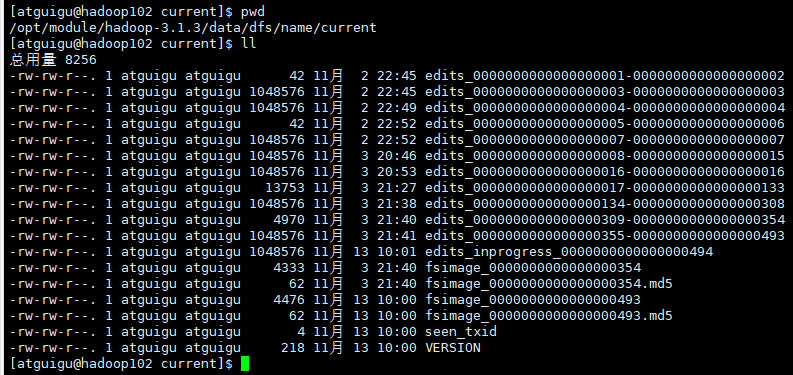 [atguigu@hadoop102 current]$ pwd
/opt/module/hadoop-3.1.3/data/dfs/name/current
[atguigu@hadoop102 current]$ ll
总用量 8256
-rw-rw-r--. 1 atguigu atguigu      42 11月  2 22:45 edits_0000000000000000001-0000000000000000002
-rw-rw-r--. 1 atguigu atguigu 1048576 11月  2 22:45 edits_0000000000000000003-0000000000000000003
-rw-rw-r--. 1 atguigu atguigu 1048576 11月  2 22:49 edits_0000000000000000004-0000000000000000004
-rw-rw-r--. 1 atguigu atguigu      42 11月  2 22:52 edits_0000000000000000005-0000000000000000006
-rw-rw-r--. 1 atguigu atguigu 1048576 11月  2 22:52 edits_0000000000000000007-0000000000000000007
-rw-rw-r--. 1 atguigu atguigu 1048576 11月  3 20:46 edits_0000000000000000008-0000000000000000015
-rw-rw-r--. 1 atguigu atguigu 1048576 11月  3 20:53 edits_0000000000000000016-0000000000000000016
-rw-rw-r--. 1 atguigu atguigu   13753 11月  3 21:27 edits_0000000000000000017-0000000000000000133
-rw-rw-r--. 1 atguigu atguigu 1048576 11月  3 21:38 edits_0000000000000000134-0000000000000000308
-rw-rw-r--. 1 atguigu atguigu    4970 11月  3 21:40 edits_0000000000000000309-0000000000000000354
-rw-rw-r--. 1 atguigu atguigu 1048576 11月  3 21:41 edits_0000000000000000355-0000000000000000493
-rw-rw-r--. 1 atguigu atguigu 1048576 11月 13 10:01 edits_inprogress_0000000000000000494
-rw-rw-r--. 1 atguigu atguigu    4333 11月  3 21:40 fsimage_0000000000000000354
-rw-rw-r--. 1 atguigu atguigu      62 11月  3 21:40 fsimage_0000000000000000354.md5
-rw-rw-r--. 1 atguigu atguigu    4476 11月 13 10:00 fsimage_0000000000000000493
-rw-rw-r--. 1 atguigu atguigu      62 11月 13 10:00 fsimage_0000000000000000493.md5
-rw-rw-r--. 1 atguigu atguigu       4 11月 13 10:00 seen_txid
-rw-rw-r--. 1 atguigu atguigu     218 11月 13 10:00 VERSION
[atguigu@hadoop102 current]$